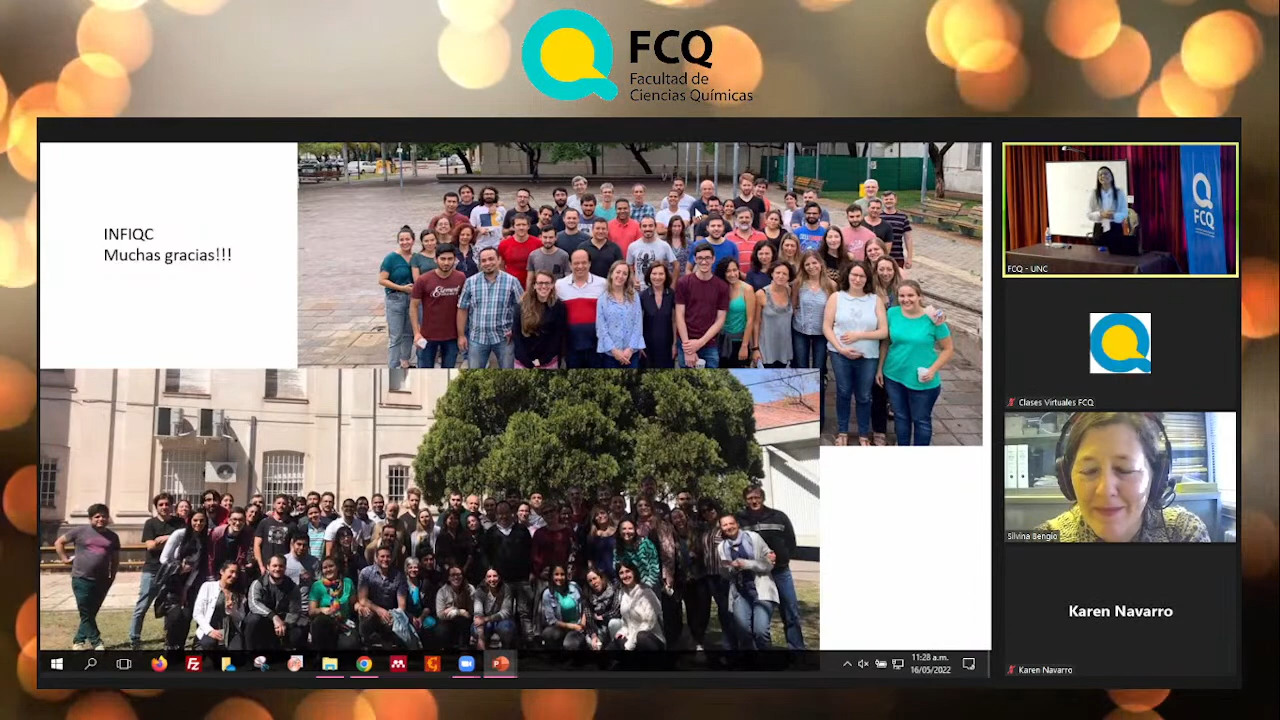 FCQ
Facultad de
Ciencias Químicas
INFIQC
Muchas gracias!!!
FCQ
FCQ - UNC
Clases Virtuales FCQ
Silvina Bengio
Karen Navarro
Karen Navarro
11:28 a.m.
16/05/2022